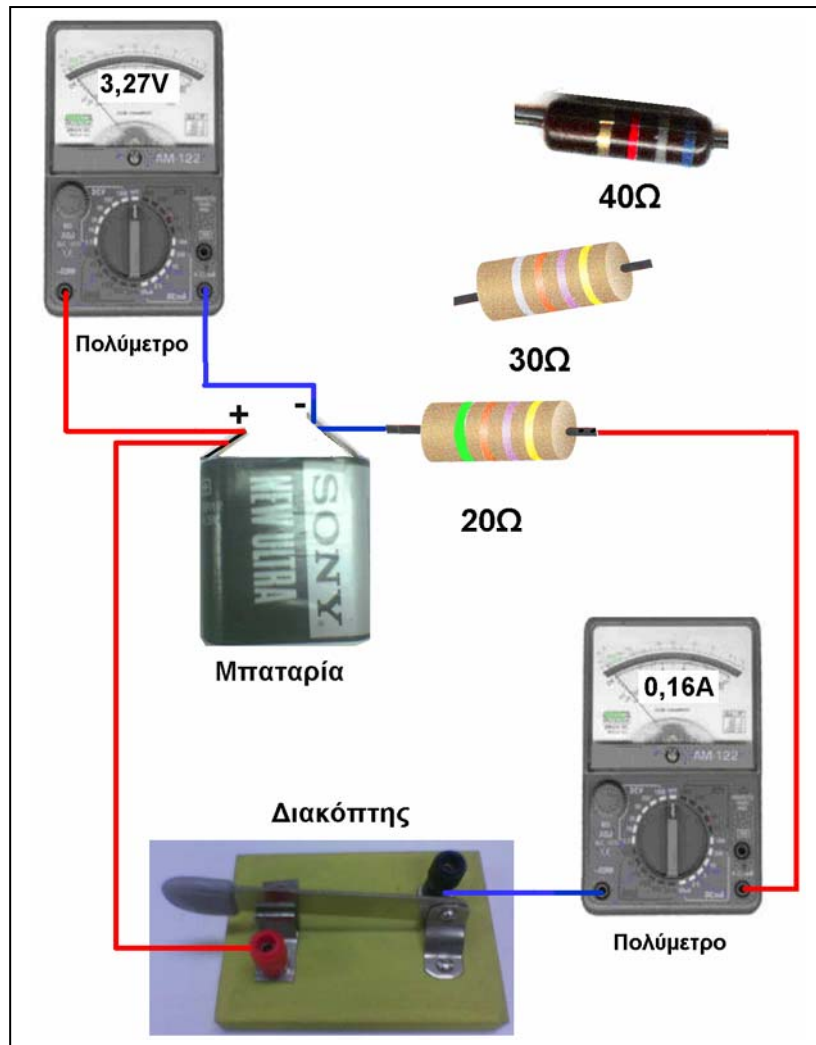 3,27V
AM-122
Πολύμετρο
40Ω
30Ω
+ -
20Ω
SONY
NEW ULTRA
Μπαταρία
0,16A
AM-122
Διακόπτης
Πολύμετρο